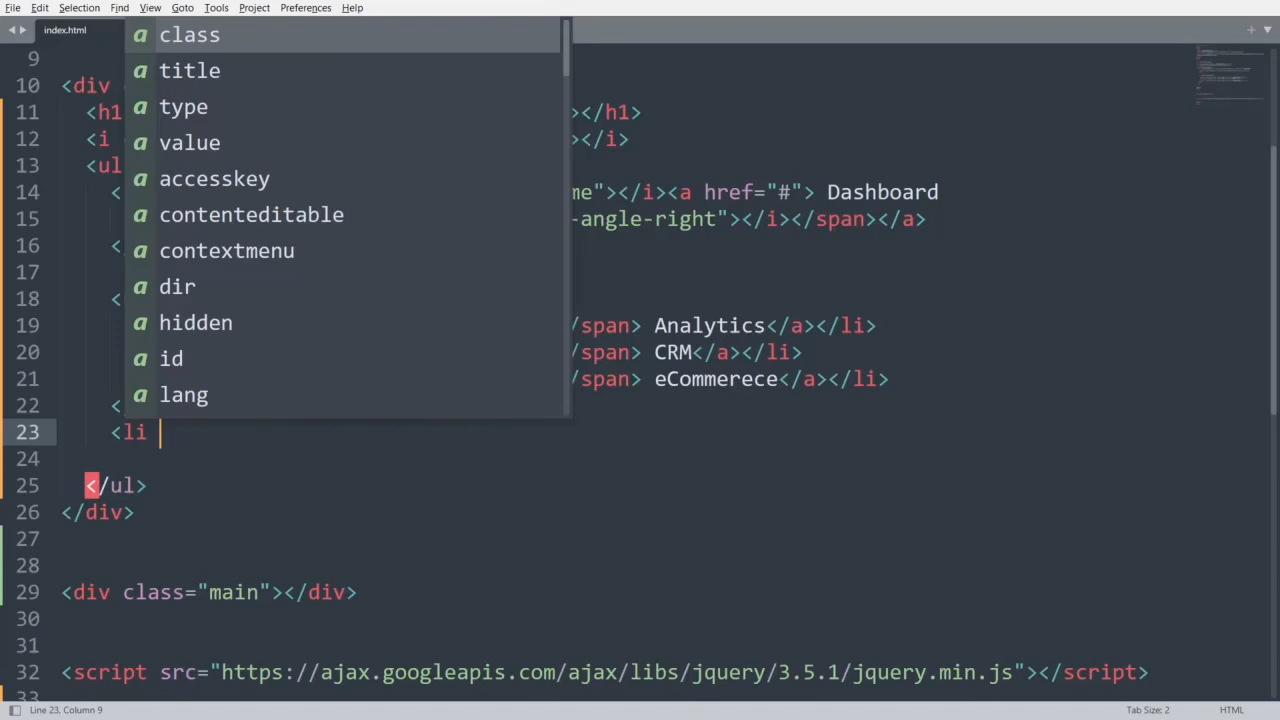 File Edit Selection Find View Goto Tools Project Preferences Help
index.html
a class
a title
a type
a value
a accesskey
a contenteditable
a contextmenu
a dir
a hidden
a id
a lang
9
10 <div
11 <h1 ></h1>
12 <i ></i>
13 <ul
14 < me"></i><a href="#"> Dashboard
15 -angle-right"></i></span></a>
16 <
17
18 <
19 /span> Analytics</a></li>
20 /span> CRM</a></li>
21 /span> eCommerece</a></li>
22 <
23 <li
24
25 </ul>
26 </div>
27
28
29 <div class="main"></div>
30
31
32 <script src="https://ajax.googleapis.com/ajax/libs/jquery/3.5.1/jquery.min.js"></script>
33
Line 23, Column 9 Tab Size: 2 HTML